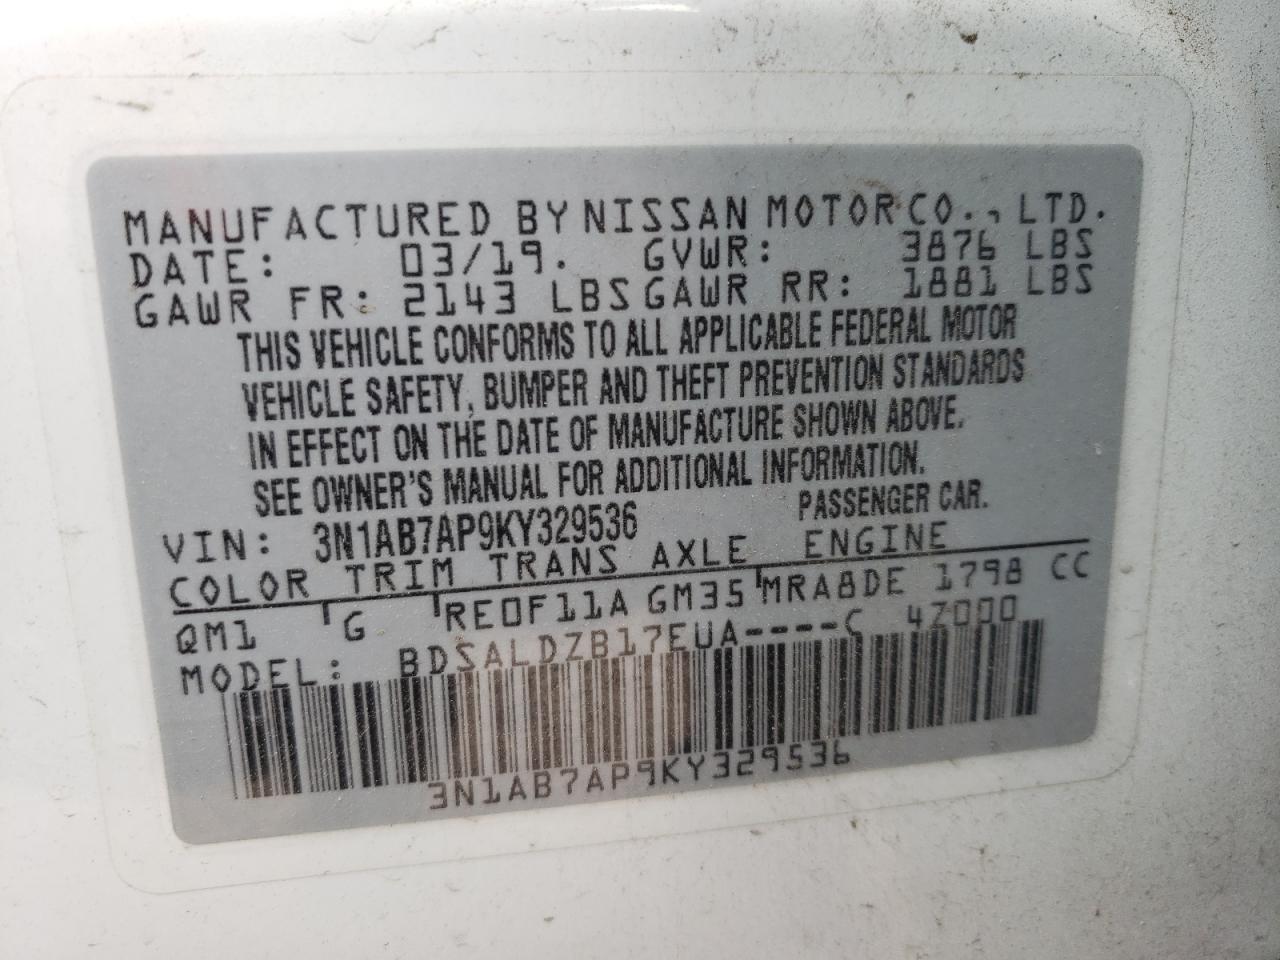 MANUFACTURED BY NISSAN MOTOR CO., LTD.
DATE: 03/19. GVWR: 3876 LBS
GAWR FR: 2143 LBS GAWR RR: 1881 LBS
THIS VEHICLE CONFORMS TO ALL APPLICABLE FEDERAL MOTOR
VEHICLE SAFETY, BUMPER AND THEFT PREVENTION STANDARDS
IN EFFECT ON THE DATE OF MANUFACTURE SHOWN ABOVE.
SEE OWNER'S MANUAL FOR ADDITIONAL INFORMATION.
VIN: 3N1AB7AP9KY329536 PASSENGER CAR.
COLOR TRIM TRANS AXLE ENGINE
QM1 G RE0F11A GM35 MRA8DE 1798 CC
MODEL: BDSALDZB17EUA----C 4Z000
3N1AB7AP9KY329536